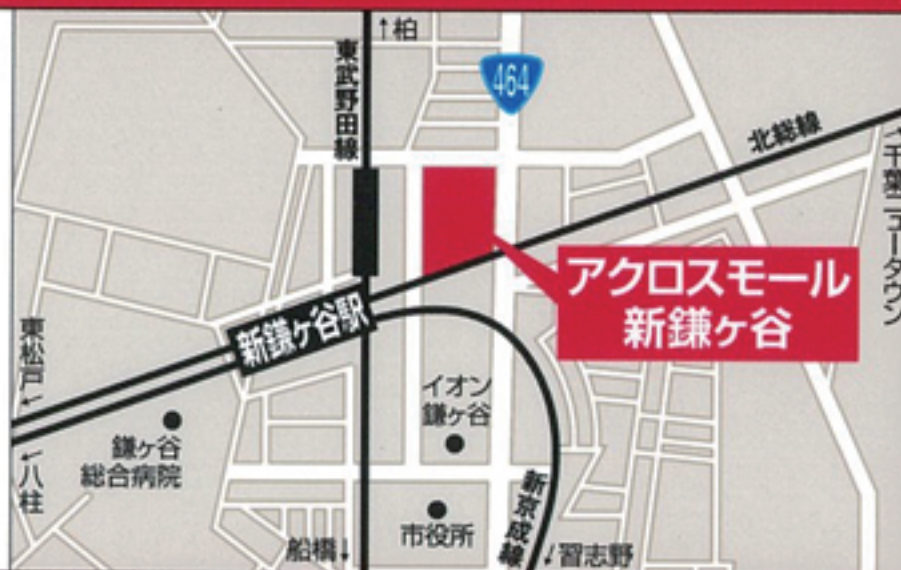 ↑柏
東武野田線
464
北総線
→千葉ニュータウン
アクロスモール
新鎌ヶ谷
新鎌ヶ谷駅
東松戸←
イオン
鎌ヶ谷
鎌ヶ谷
総合病院
←八柱
新京成線
市役所
船橋↓
↓習志野